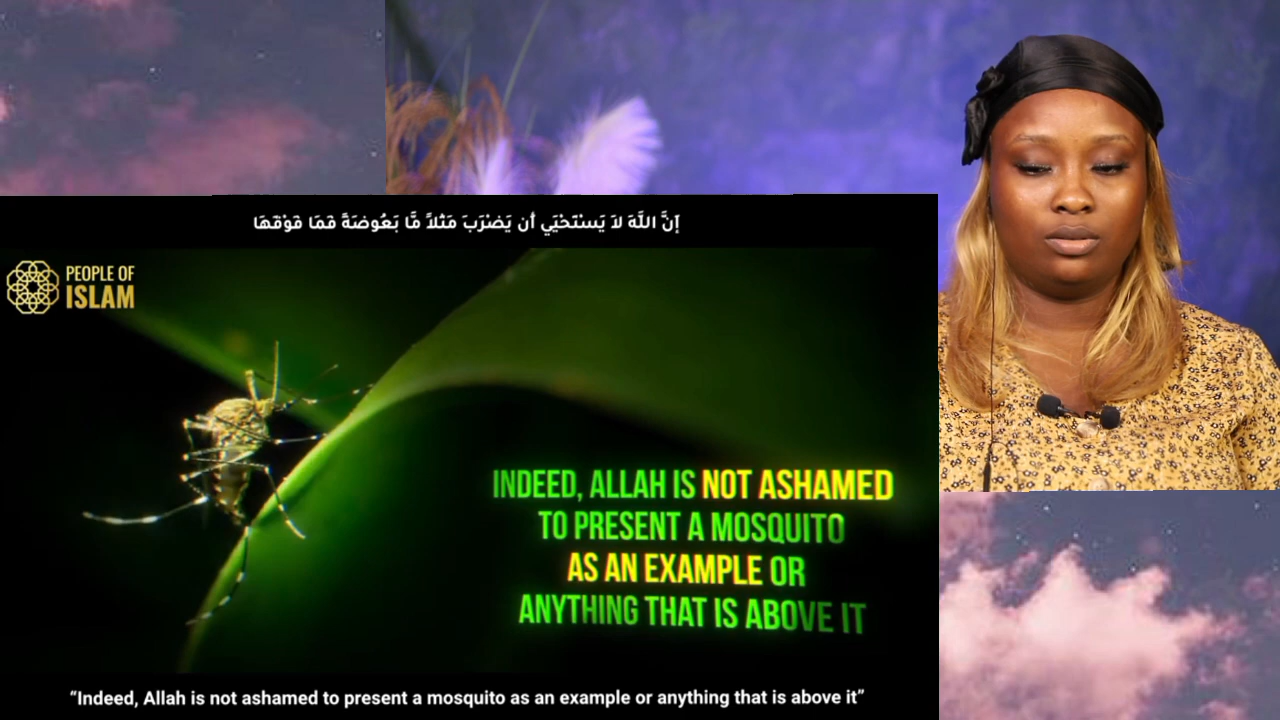 إِنَّ اللَّهَ لاَ يَسْتَحْيِي أَن يَضْرِبَ مَثَلاً مَّا بَعُوضَةً فَمَا فَوْقَهَا
PEOPLE OF
ISLAM
INDEED, ALLAH IS NOT ASHAMED
TO PRESENT A MOSQUITO
AS AN EXAMPLE OR
ANYTHING THAT IS ABOVE IT
“Indeed, Allah is not ashamed to present a mosquito as an example or anything that is above it”